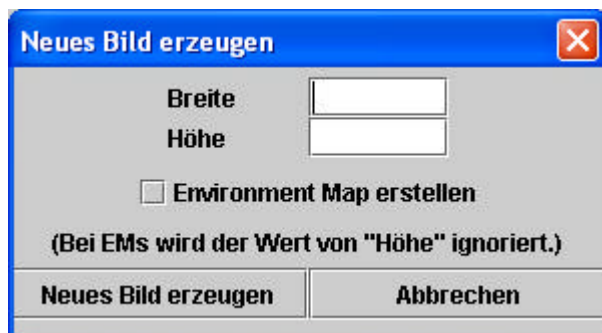 Neues Bild erzeugen
Breite
Höhe
Environment Map erstellen
(Bei EMs wird der Wert von "Höhe" ignoriert.)
Neues Bild erzeugen Abbrechen